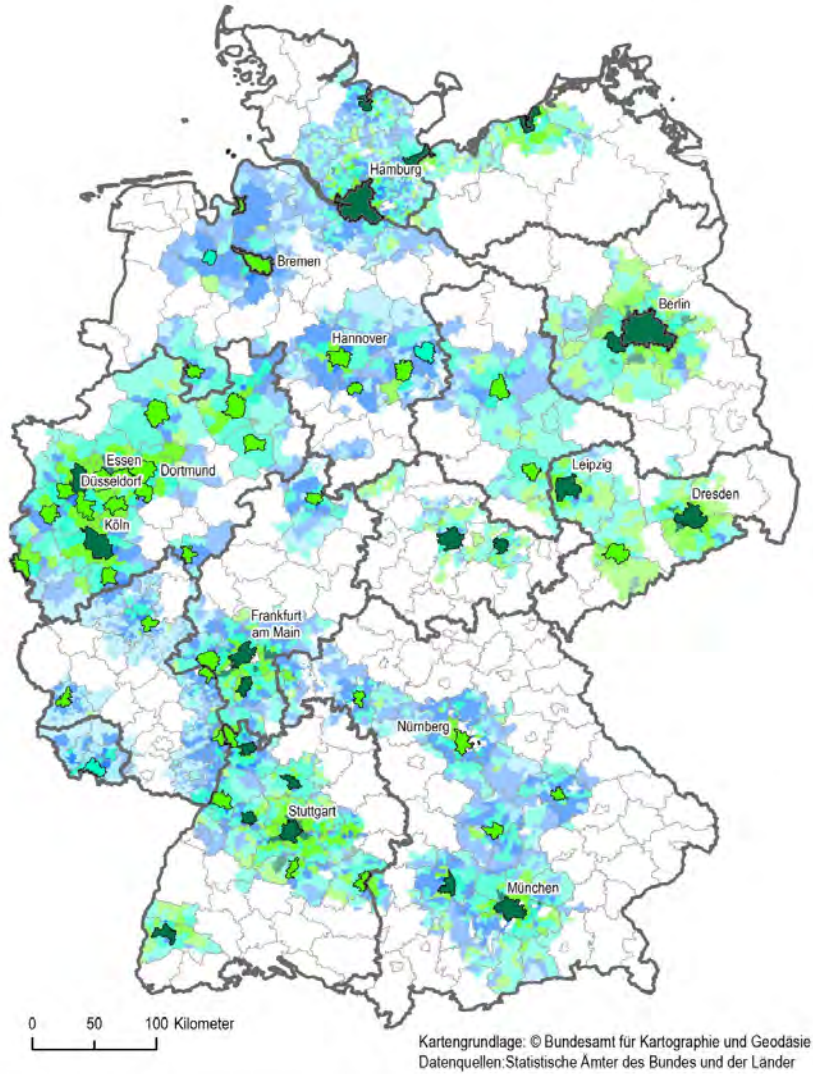 Hamburg
Bremen
Berlin
Hannover
Essen
Dortmund
Düsseldorf
Leipzig
Dresden
Köln
Frankfurt
am Main
Nürnberg
Stuttgart
München
0 50 100 Kilometer
Kartengrundlage: © Bundesamt für Kartographie und Geodäsie
Datenquellen:Statistische Ämter des Bundes und der Länder